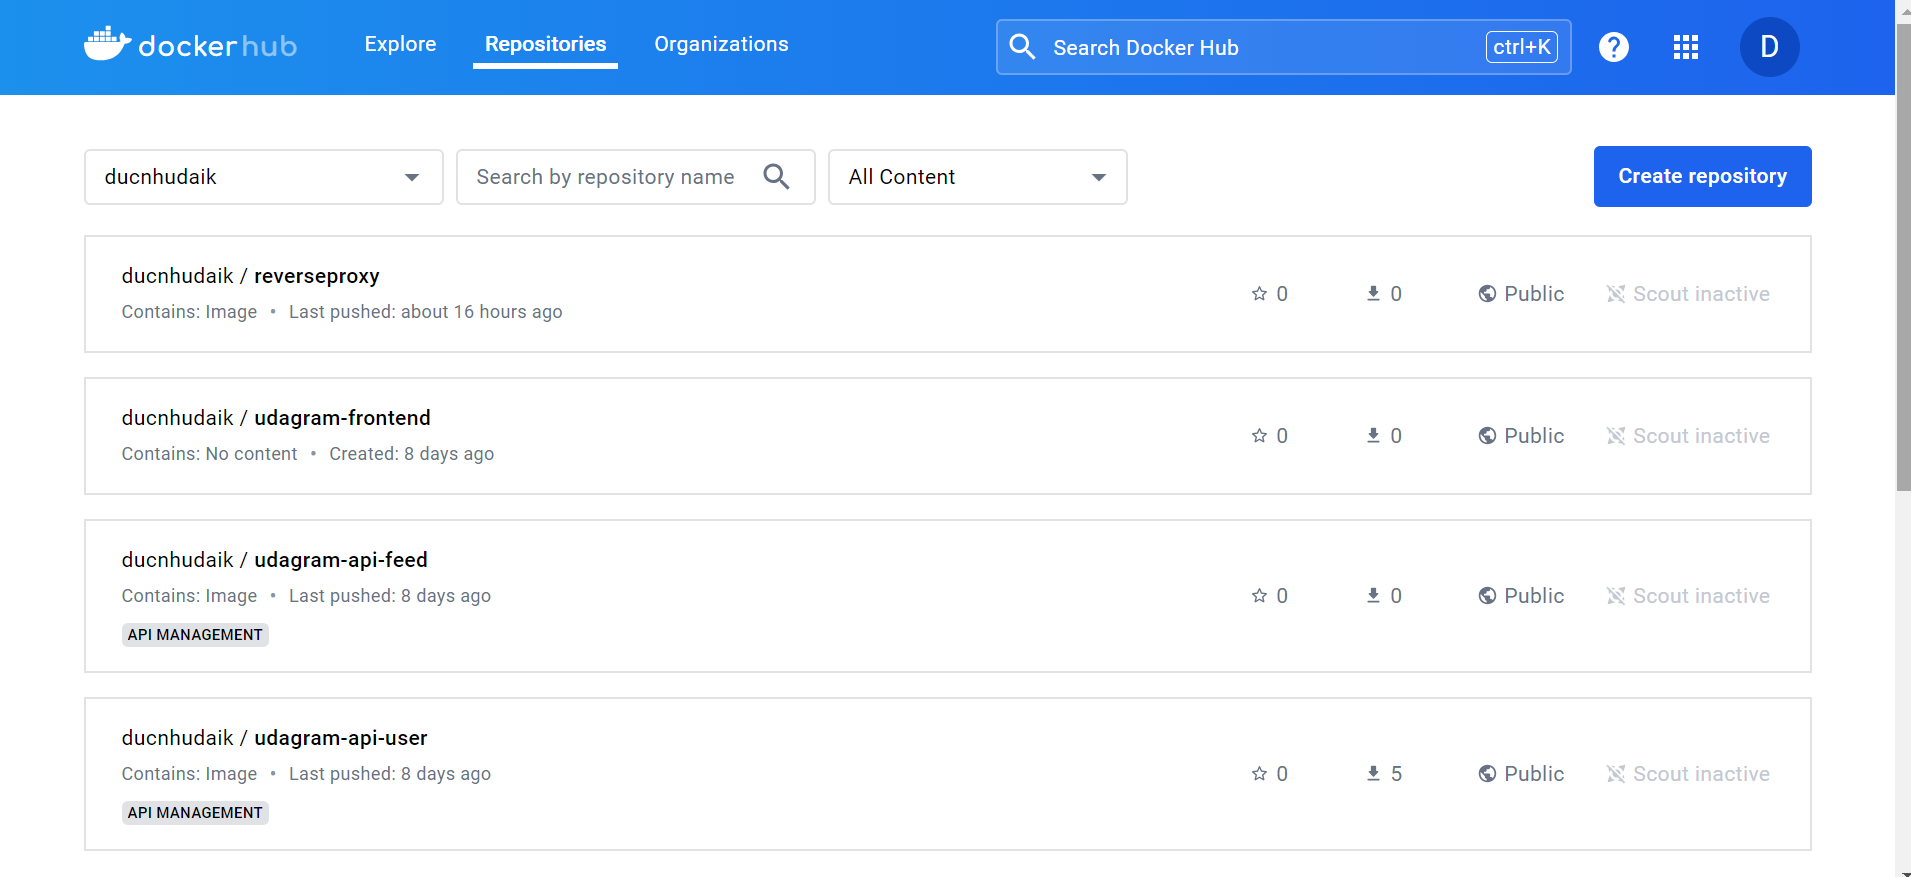 dockerhub Explore Repositories Organizations Search Docker Hub ctrl+K ? D
ducnhudaik Search by repository name All Content Create repository
ducnhudaik / reverseproxy
Contains: Image • Last pushed: about 16 hours ago
0 0 Public Scout inactive
ducnhudaik / udagram-frontend
Contains: No content • Created: 8 days ago
0 0 Public Scout inactive
ducnhudaik / udagram-api-feed
Contains: Image • Last pushed: 8 days ago
0 0 Public Scout inactive
API MANAGEMENT
ducnhudaik / udagram-api-user
Contains: Image • Last pushed: 8 days ago
0 5 Public Scout inactive
API MANAGEMENT